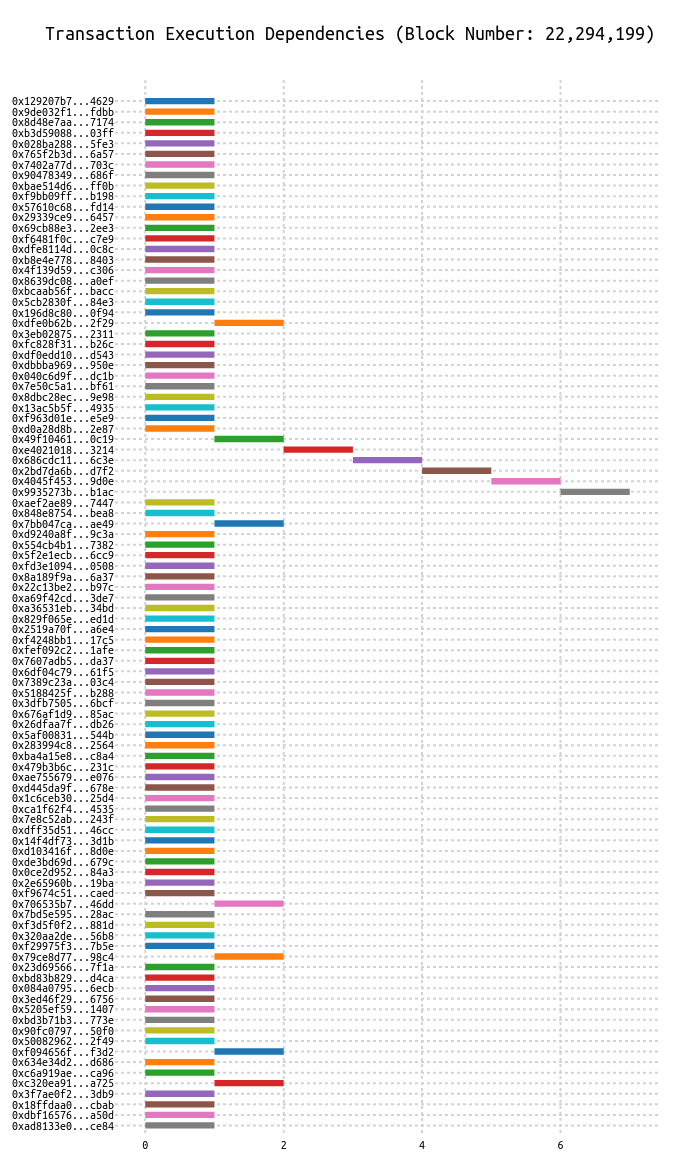 Transaction Execution Dependencies (Block Number: 22,294,199)
0x129207b7...4629
0x9de032f1...fdbb
0x8d48e7aa...7174
0xb3d59088...03ff
0x028ba288...5fe3
0x765f2b3d...6a57
0x7402a77d...703c
0x90478349...686f
0xbae514d6...ff0b
0xf9bb09ff...b198
0x57610c68...fd14
0x29339ce9...6457
0x69cb88e3...2ee3
0xf6481f0c...c7e9
0xdfe8114d...0c8c
0xb8e4e778...8403
0x4f139d59...c306
0x8639dc08...a0ef
0xbcaab56f...bacc
0x5cb2830f...84e3
0x196d8c80...0f94
0xdfe0b62b...2f29
0x3eb02875...2311
0xfc828f31...b26c
0xdf0edd10...d543
0xdbbba969...950e
0x040c6d9f...dc1b
0x7e50c5a1...bf61
0x8dbc28ec...9e98
0x13ac5b5f...4935
0xf963d01e...e5e9
0xd0a28d8b...2e87
0x49f10461...0c19
0xe4021018...3214
0x686cdc11...6c3e
0x2bd7da6b...d7f2
0x4045f453...9d0e
0x9935273b...b1ac
0xaef2ae89...7447
0x848e8754...bea8
0x7bb047ca...ae49
0xd9240a8f...9c3a
0x554cb4b1...7382
0x5f2e1ecb...6cc9
0xfd3e1094...0508
0x8a189f9a...6a37
0x22c13be2...b97c
0xa69f42cd...3de7
0xa36531eb...34bd
0x829f065e...ed1d
0x2519a70f...a6e4
0xf4248bb1...17c5
0xfef092c2...1afe
0x7607adb5...da37
0x6df04c79...61f5
0x7389c23a...03c4
0x5188425f...b288
0x3dfb7505...6bcf
0x676af1d9...85ac
0x26dfaa7f...db26
0x5af00831...544b
0x283994c8...2564
0xba4a15e8...c8a4
0x479b3b6c...231c
0xae755679...e076
0xd445da9f...678e
0x1c6ceb30...25d4
0xca1f62f4...4535
0x7e8c52ab...243f
0xdff35d51...46cc
0x14f4df73...3d1b
0xd103416f...8d0e
0xde3bd69d...679c
0x0ce2d952...84a3
0x2e65960b...19ba
0xf9674c51...caed
0x706535b7...46dd
0x7bd5e595...28ac
0xf3d5f0f2...881d
0x320aa2de...56b8
0xf29975f3...7b5e
0x79ce8d77...98c4
0x23d69566...7f1a
0xbd83b829...d4ca
0x084a0795...6ecb
0x3ed46f29...6756
0x5205ef59...1407
0xbd3b71b3...773e
0x90fc0797...50f0
0x50082962...2f49
0xf094656f...f3d2
0x634e34d2...d686
0xc6a919ae...ca96
0xc320ea91...a725
0x3f7ae0f2...3db9
0x18ffdaa0...cbab
0xdbf16576...a50d
0xad8133e0...ce84
0 2 4 6